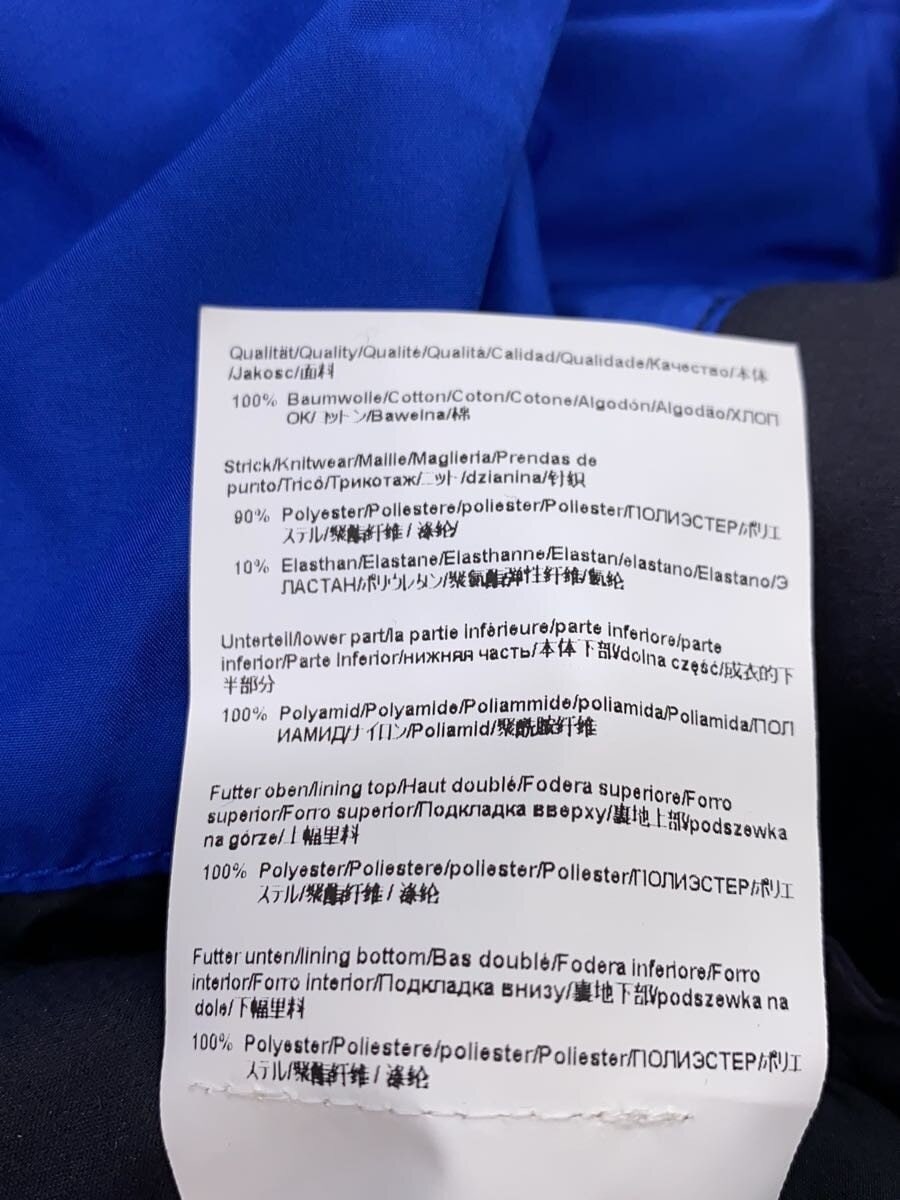 Qualität/Quality/Qualité/Qualità/Calidad/Qualidade/Качество/本体
/Jakosc/面料
100% Baumwolle/Cotton/Coton/Cotone/Algodón/Algodão/ХЛОП
ОК/コットン/Bawelna/棉
Strick/Knitwear/Maille/Maglieria/Prendas de
punto/Tricô/Трикотаж/ニット/dzianina/针织
90% Polyester/Poliestere/poliester/Poliester/ПОЛИЭСТЕР/ポリエ
ステル/聚酯纤维 / 涤纶/
10% Elasthan/Elastane/Elasthanne/Elastan/elastano/Elastano/Э
ЛАСТАН/ポリウレタン/聚氨酯弹性纤维/氨纶
Unterteil/lower part/la partie inférieure/parte inferiore/parte
inferior/Parte Inferior/нижняя часть/本体下部/dolna część/成衣的下
半部分
100% Polyamid/Polyamide/Poliammide/poliamida/Poliamida/ПОЛ
ИАМИД/ナイロン/Poliamid/聚酰胺纤维
Futter oben/lining top/Haut doublé/Fodera superiore/Forro
superior/Forro superior/Подкладка вверху/裏地上部/podszewka
na górze/上幅里料
100% Polyester/Poliestere/poliester/Poliester/ПОЛИЭСТЕР/ポリエ
ステル/聚酯纤维 / 涤纶
Futter unten/lining bottom/Bas doublé/Fodera inferiore/Forro
interior/Forro interior/Подкладка внизу/裏地下部/podszewka na
dole/下幅里料
100% Polyester/Poliestere/poliester/Poliester/ПОЛИЭСТЕР/ポリエ
ステル/聚酯纤维 / 涤纶